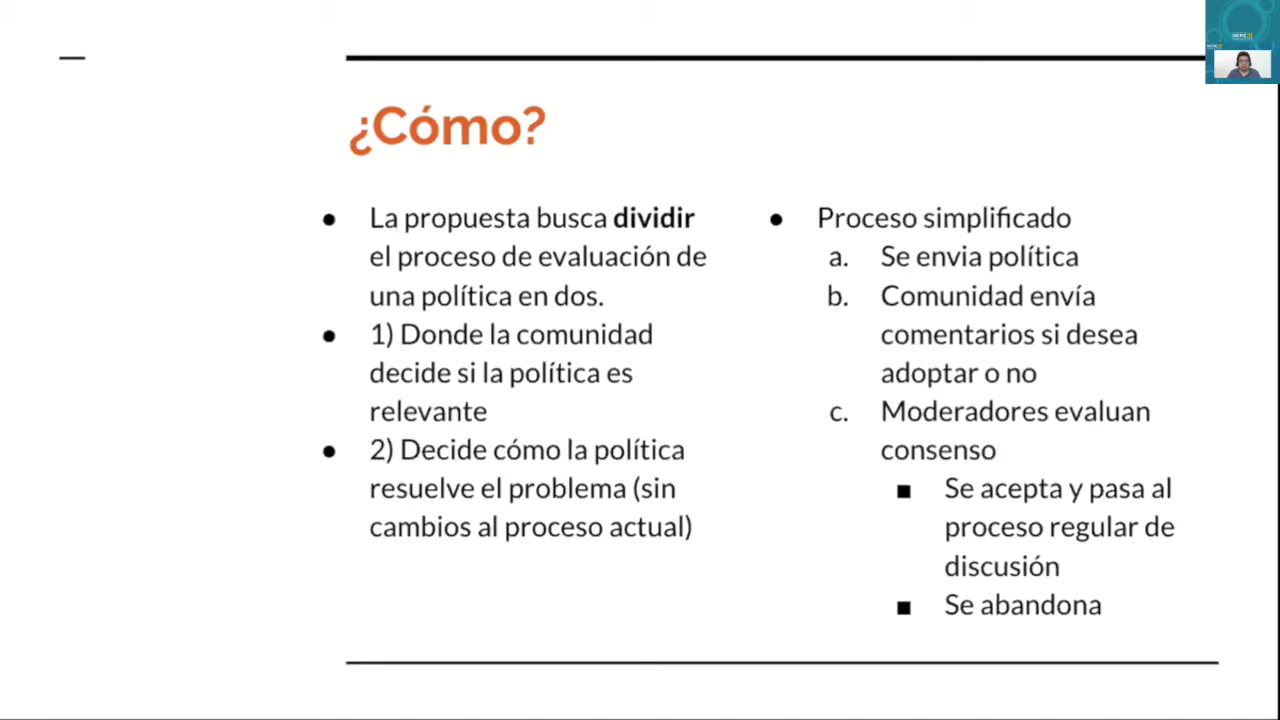 ¿Cómo?
● La propuesta busca dividir
el proceso de evaluación de
una política en dos.
● 1) Donde la comunidad
decide si la política es
relevante
● 2) Decide cómo la política
resuelve el problema (sin
cambios al proceso actual)
● Proceso simplificado
a. Se envia política
b. Comunidad envía
comentarios si desea
adoptar o no
c. Moderadores evaluan
consenso
■ Se acepta y pasa al
proceso regular de
discusión
■ Se abandona